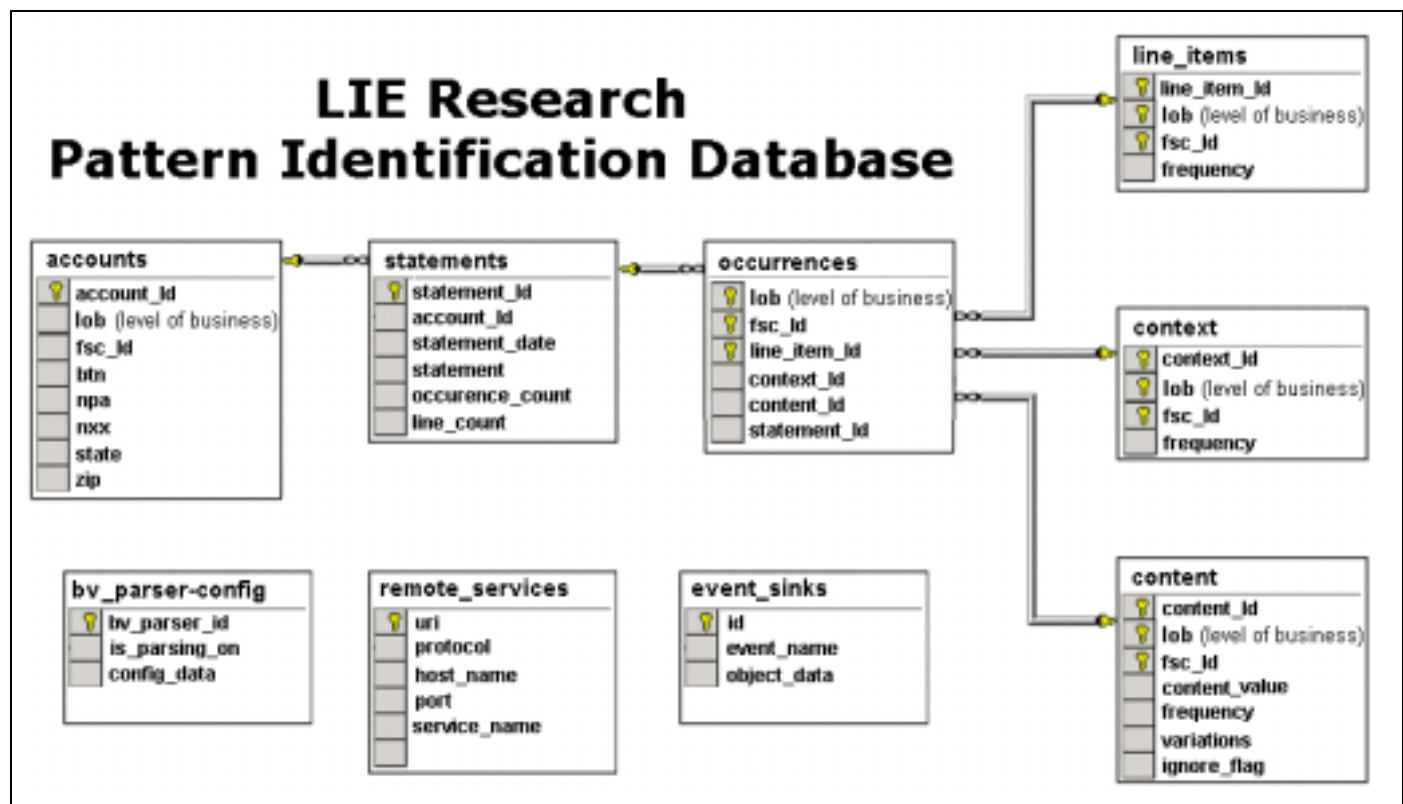 LIE Research
Pattern Identification Database
accounts
account_id
lob (level of business)
fsc_id
btn
npa
nxx
state
zip
statements
statement_id
account_id
statement_date
statement
occurence_count
line_count
occurrences
lob (level of business)
fsc_id
line_item_id
context_id
content_id
statement_id
line_items
line_item_id
lob (level of business)
fsc_id
frequency
context
context_id
lob (level of business)
fsc_id
frequency
content
content_id
lob (level of business)
fsc_id
content_value
frequency
variations
ignore_flag
bv_parser-config
bv_parser_id
is_parsing_on
config_data
remote_services
uri
protocol
host_name
port
service_name
event_sinks
id
event_name
object_data